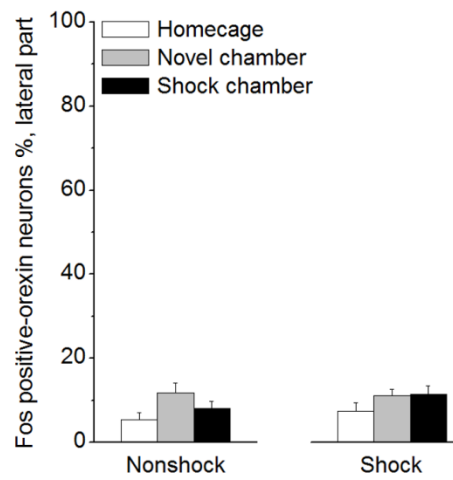 Fos positive-orexin neurons %, lateral part
100
80
60
40
20
0
Homecage
Novel chamber
Shock chamber
Nonshock
Shock